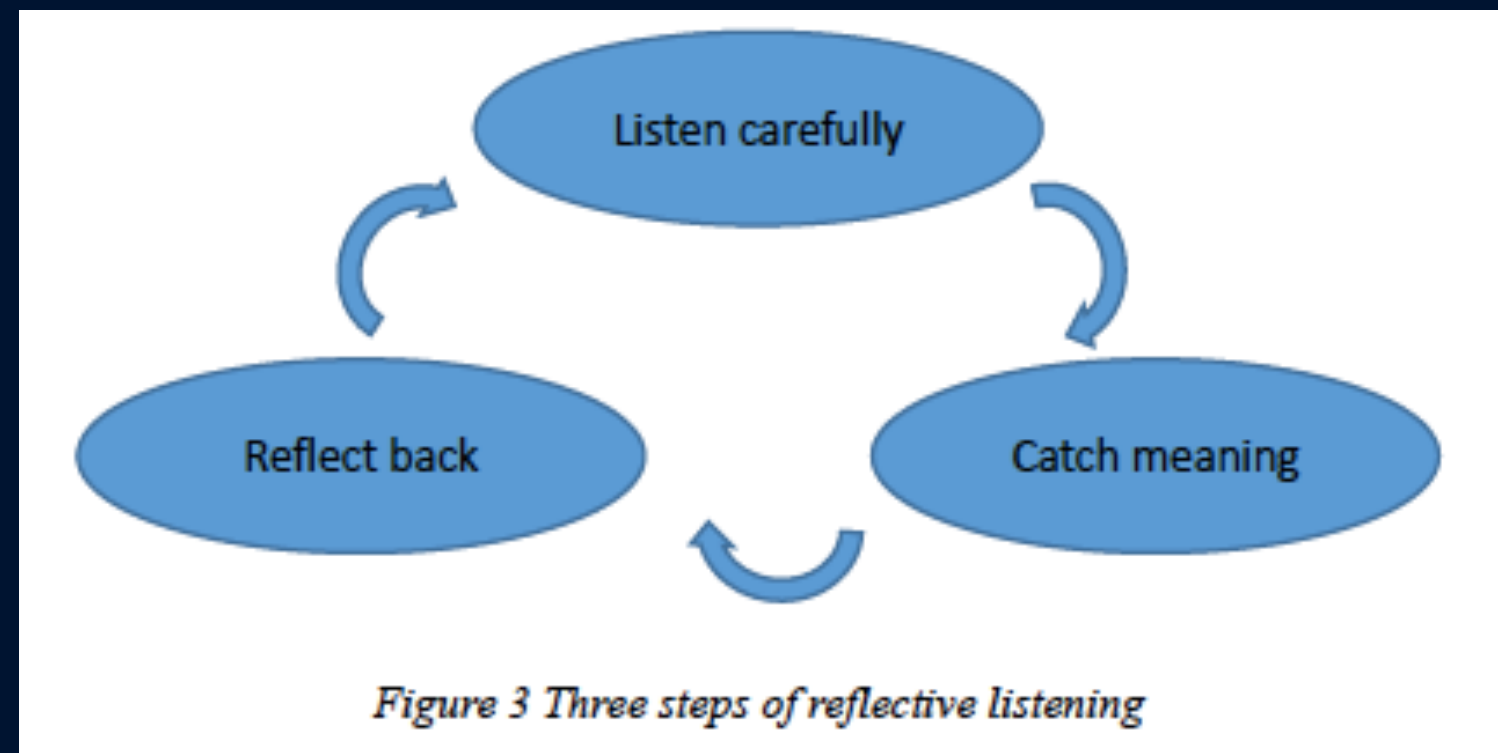 Listen carefully
Reflect back
Catch meaning
Figure 3 Three steps of reflective listening